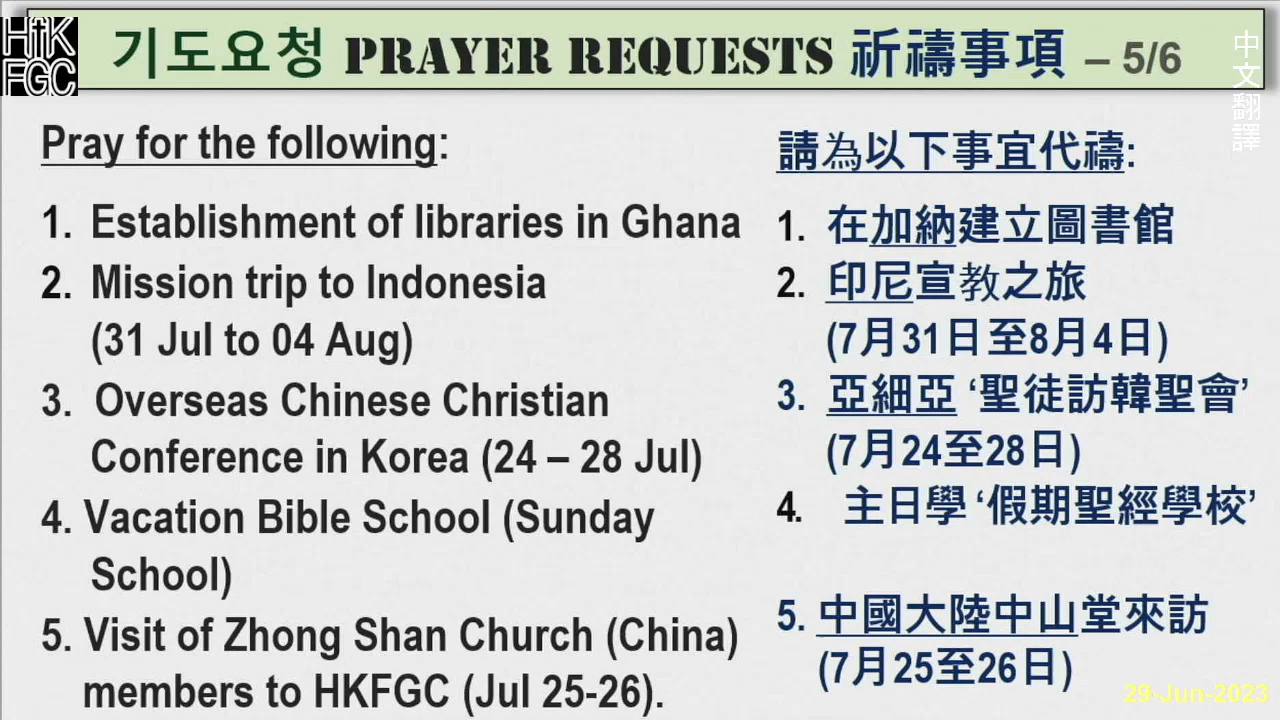 HfK
FGC
기도요청 PRAYER REQUESTS 祈禱事項 – 5/6
中文翻譯
Pray for the following:
1. Establishment of libraries in Ghana
2. Mission trip to Indonesia
(31 Jul to 04 Aug)
3. Overseas Chinese Christian
Conference in Korea (24 – 28 Jul)
4. Vacation Bible School (Sunday
School)
5. Visit of Zhong Shan Church (China)
members to HKFGC (Jul 25-26).
請為以下事宜代禱:
1. 在加納建立圖書館
2. 印尼宣教之旅
(7月31日至8月4日)
3. 亞細亞 ‘聖徒訪韓聖會’
(7月24至28日)
4. 主日學 ‘假期聖經學校’
5. 中國大陸中山堂來訪
(7月25至26日)
29-Jun-2023